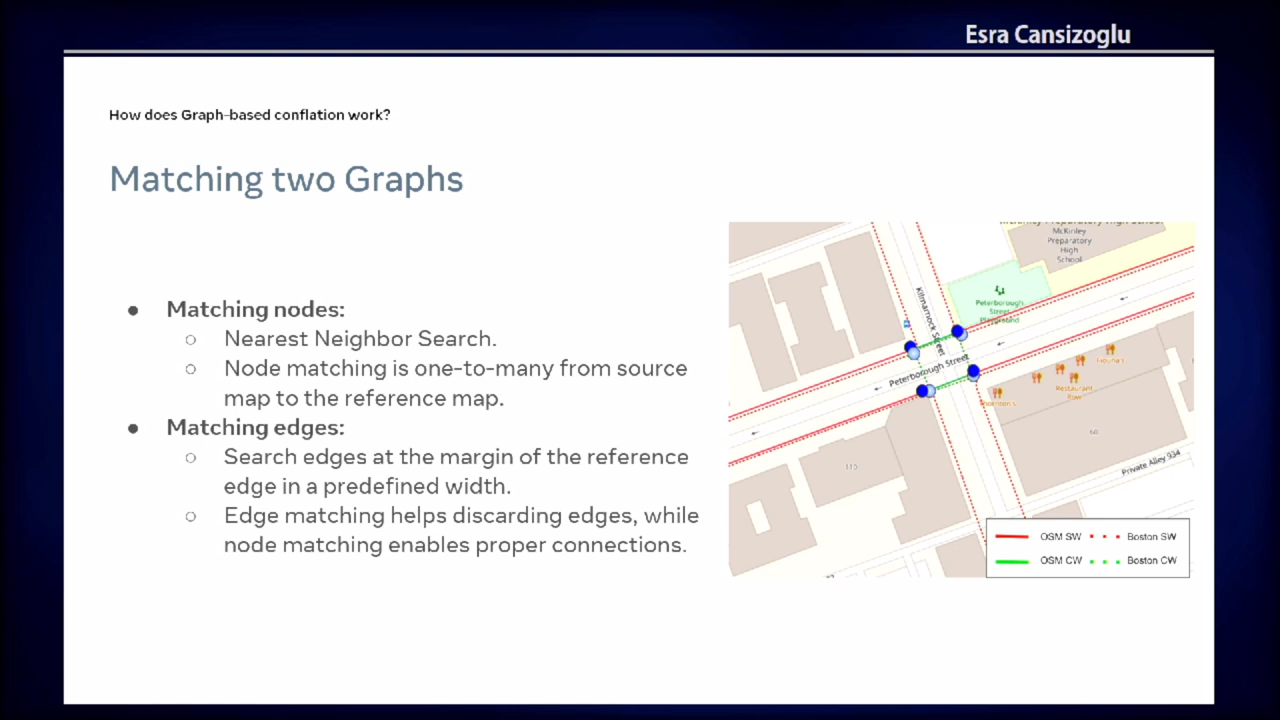 Esra Cansizoglu
How does Graph-based conflation work?
Matching two Graphs
● Matching nodes:
○ Nearest Neighbor Search.
○ Node matching is one-to-many from source
map to the reference map.
● Matching edges:
○ Search edges at the margin of the reference
edge in a predefined width.
○ Edge matching helps discarding edges, while
node matching enables proper connections.
McKinley
Preparatory
High
School
Peterborough
Street
Playground
Kilmarnock Street
Peterborough Street
Restaurant
Row
60
110
Private Alley 934
OSM SW Boston SW
OSM CW Boston CW